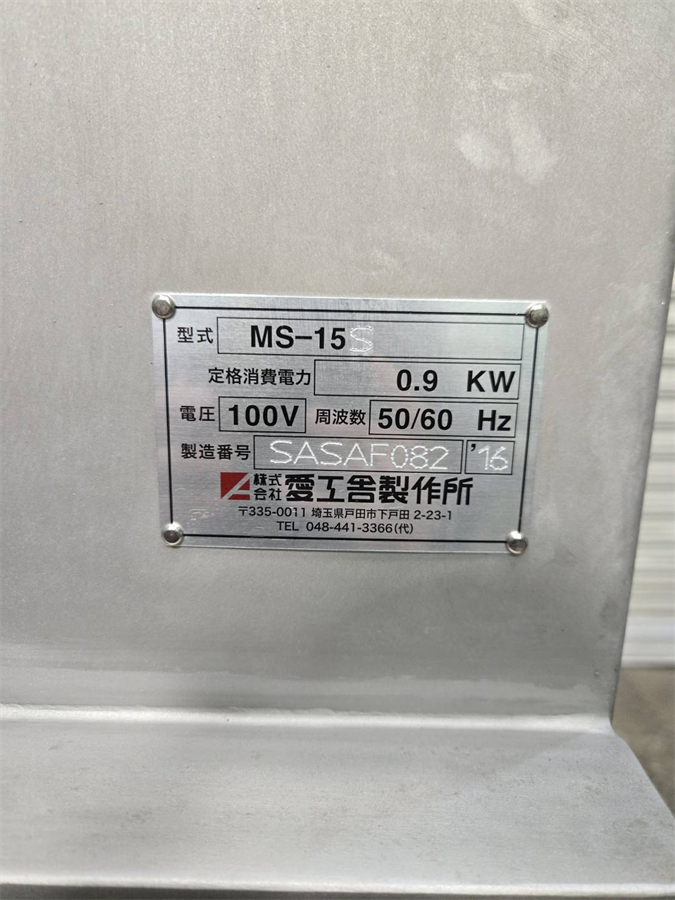 型式 MS-15S
定格消費電力 0.9 KW
電圧 100V 周波数 50/60 Hz
製造番号 SASAF082 '16
株式会社 愛工舎製作所
〒335-0011 埼玉県戸田市下戸田 2-23-1
TEL 048-441-3366(代)